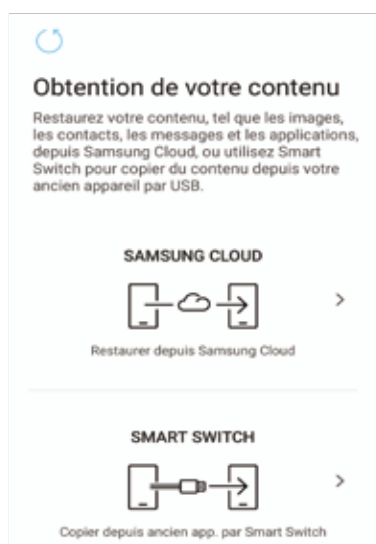 Obtention de votre contenu
Restaurez votre contenu, tel que les images,
les contacts, les messages et les applications,
depuis Samsung Cloud, ou utilisez Smart
Switch pour copier du contenu depuis votre
ancien appareil par USB.
SAMSUNG CLOUD
Restaurer depuis Samsung Cloud
SMART SWITCH
Copier depuis ancien app. par Smart Switch